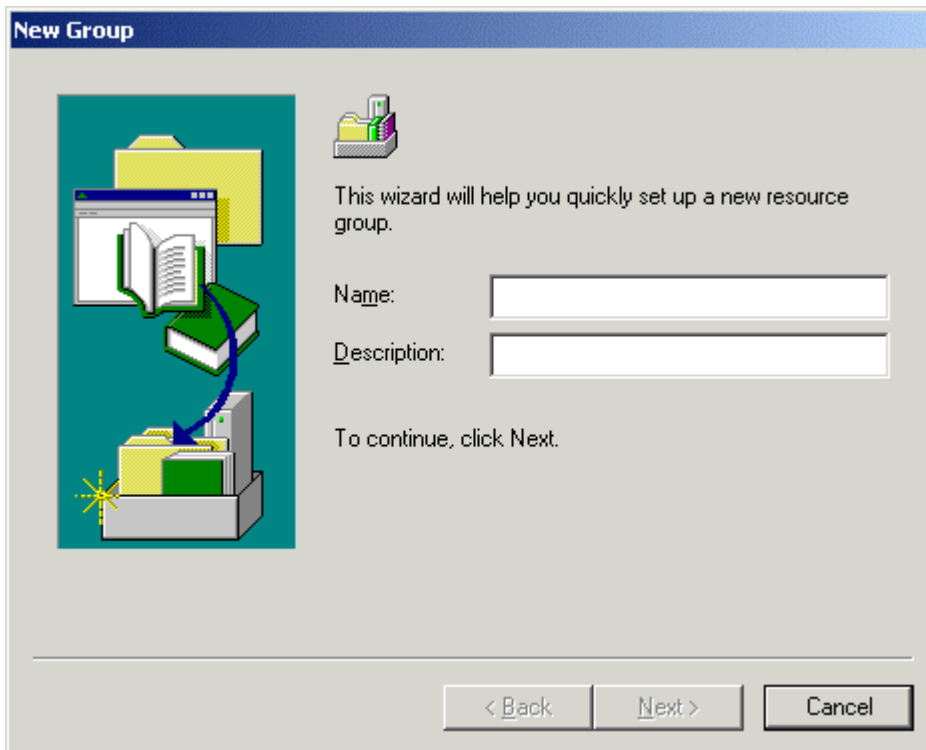 New Group
This wizard will help you quickly set up a new resource
group.
Name:
Description:
To continue, click Next.
< Back
Next >
Cancel